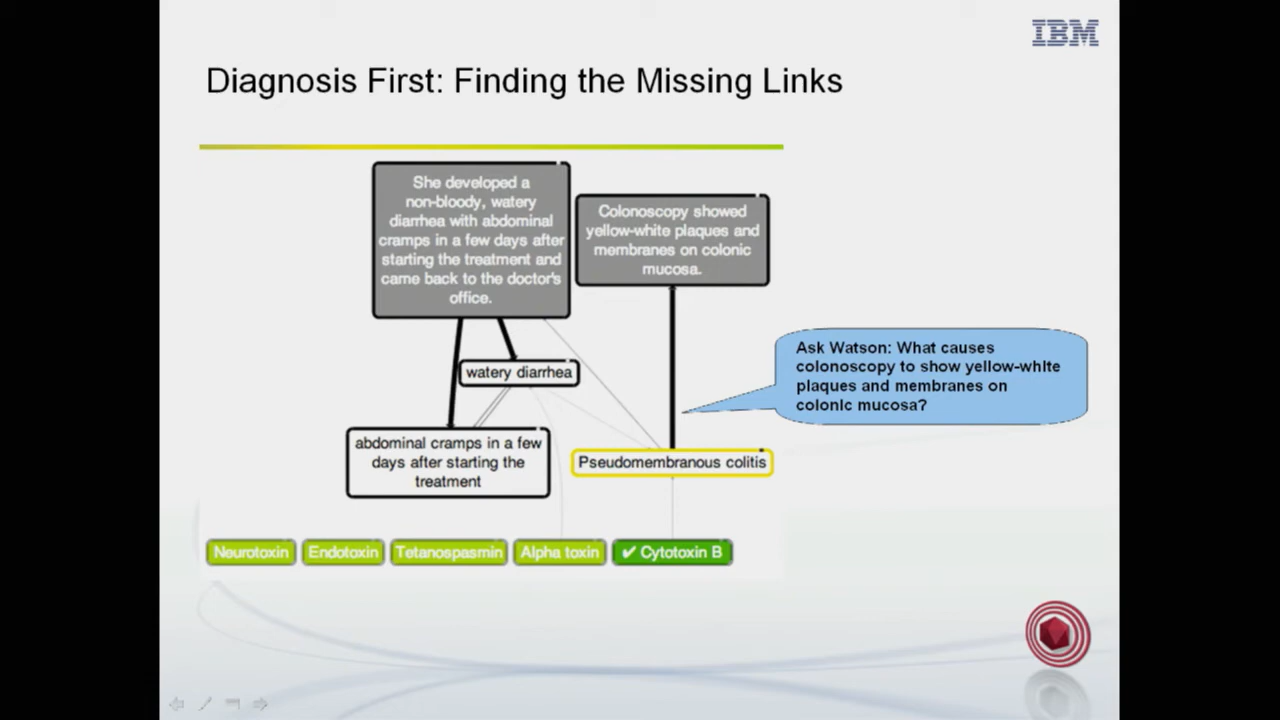 IBM
Diagnosis First: Finding the Missing Links
She developed a
non-bloody, watery
diarrhea with abdominal
cramps in a few days after
starting the treatment and
came back to the doctor's
office.
Colonoscopy showed
yellow-white plaques and
membranes on colonic
mucosa.
watery diarrhea
Ask Watson: What causes
colonoscopy to show yellow-white
plaques and membranes on
colonic mucosa?
abdominal cramps in a few
days after starting the
treatment
Pseudomembranous colitis
Neurotoxin
Endotoxin
Tetanospasmin
Alpha toxin
✔ Cytotoxin B